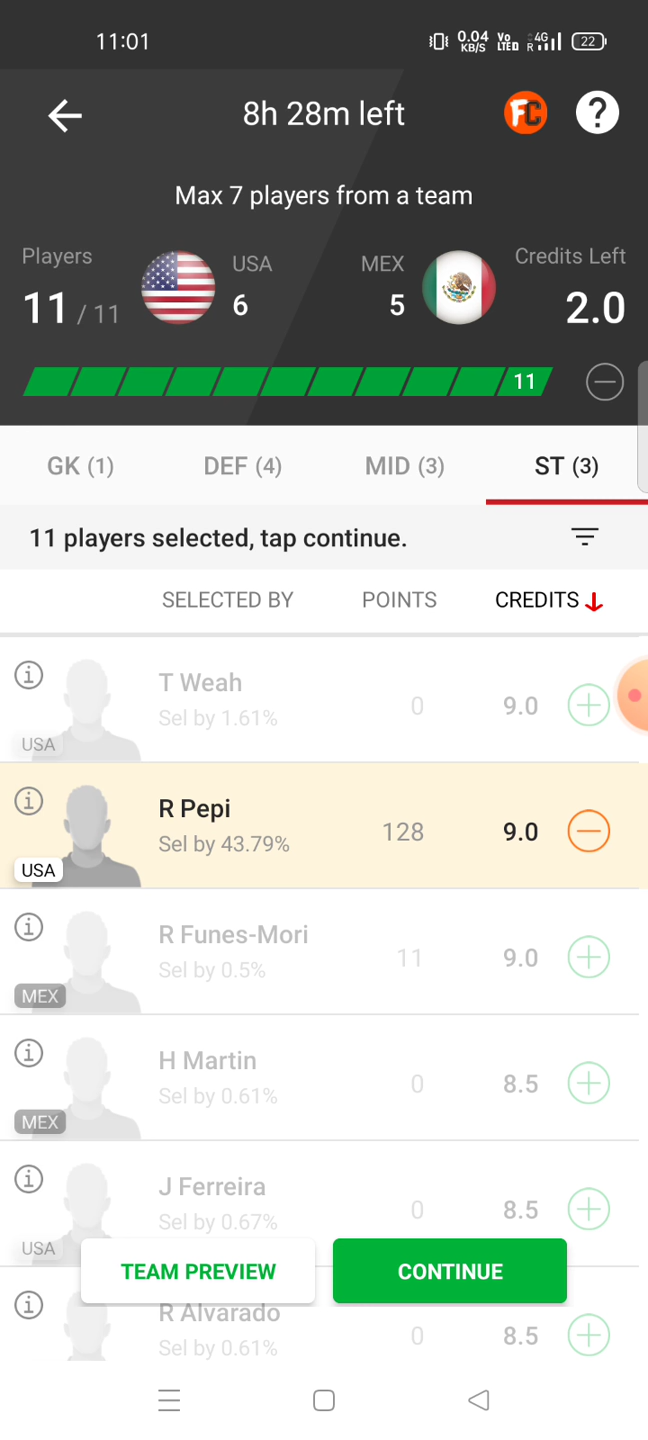 11:01
0.04 KB/S
Vo LTED
R 4G
22
8h 28m left
FC
?
Max 7 players from a team
Players
11 / 11
USA
6
MEX
5
Credits Left
2.0
11
GK (1)
DEF (4)
MID (3)
ST (3)
11 players selected, tap continue.
SELECTED BY
POINTS
CREDITS
T Weah
Sel by 1.61%
0
9.0
USA
R Pepi
Sel by 43.79%
128
9.0
USA
R Funes-Mori
Sel by 0.5%
11
9.0
MEX
H Martin
Sel by 0.61%
0
8.5
MEX
J Ferreira
Sel by 0.67%
0
8.5
USA
TEAM PREVIEW
CONTINUE
R Alvarado
Sel by 0.61%
0
8.5